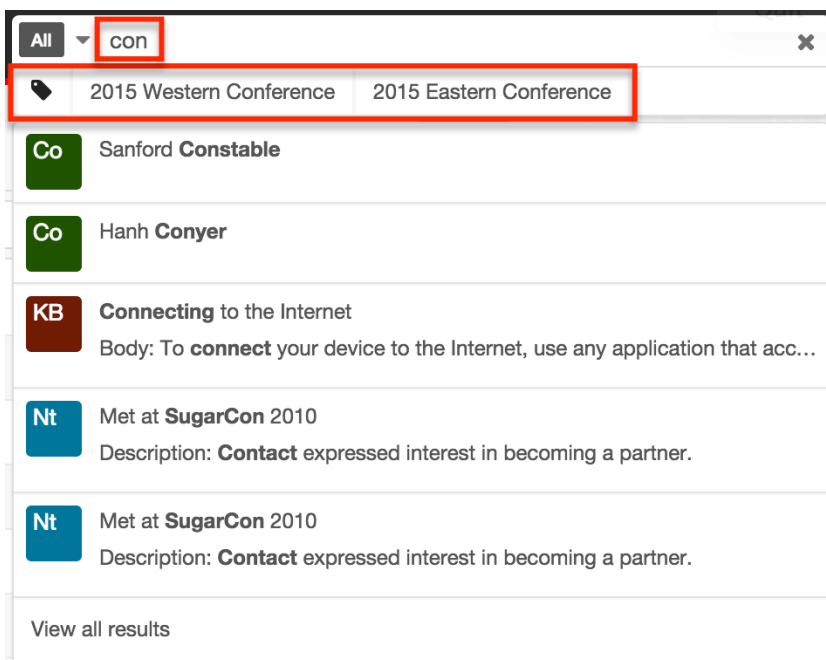 All con
2015 Western Conference 2015 Eastern Conference
Co Sanford Constable
Co Hanh Conyer
KB Connecting to the Internet
Body: To connect your device to the Internet, use any application that acc...
Nt Met at SugarCon 2010
Description: Contact expressed interest in becoming a partner.
Nt Met at SugarCon 2010
Description: Contact expressed interest in becoming a partner.
View all results